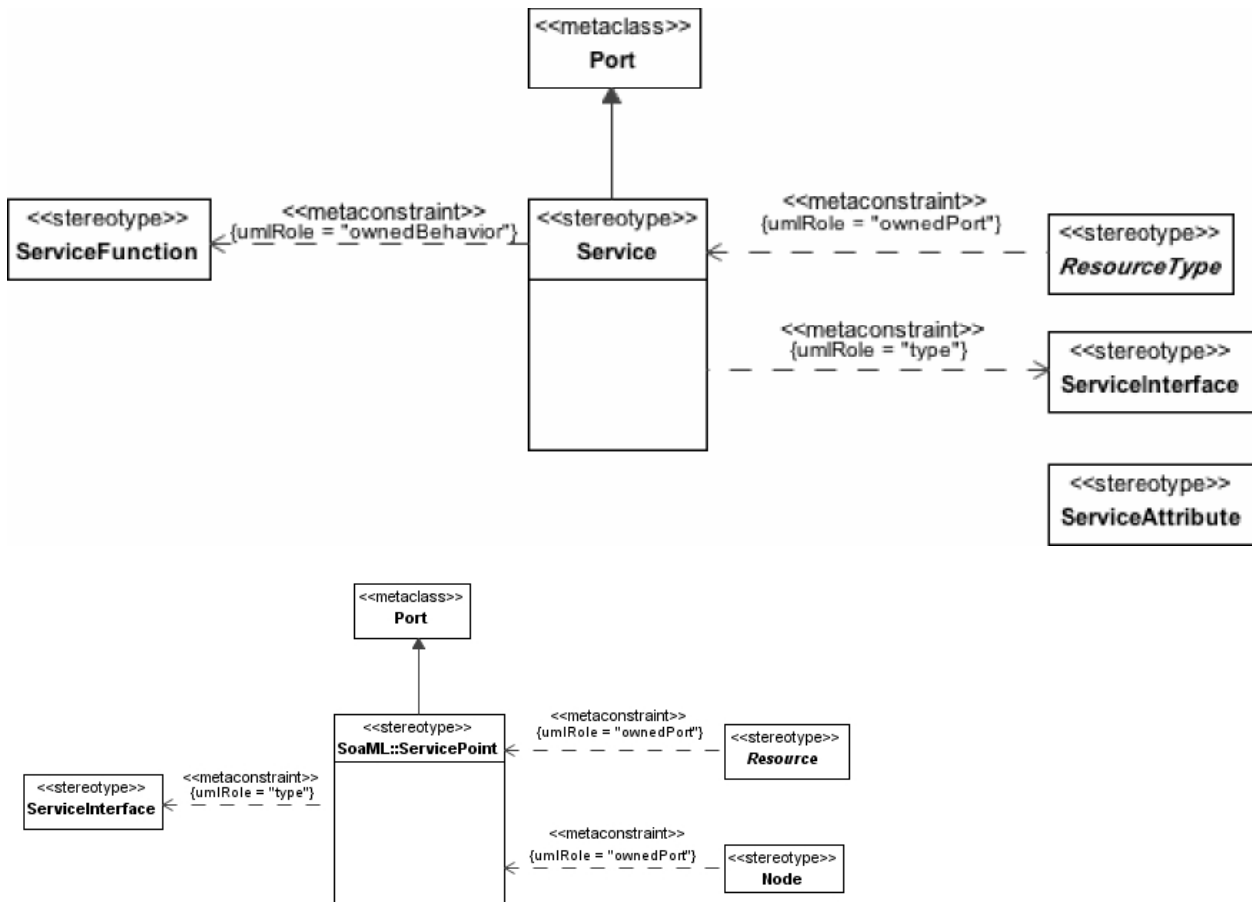 <<metaclass>>
Port
<<stereotype>>
ServiceFunction
<<metaconstraint>>
{umlRole = "ownedBehavior"}
<<stereotype>>
Service
<<metaconstraint>>
{umlRole = "ownedPort"}
<<stereotype>>
ResourceType
<<metaconstraint>>
{umlRole = "type"}
<<stereotype>>
ServiceInterface
<<stereotype>>
ServiceAttribute
<<metaclass>>
Port
<<stereotype>>
SoaML::ServicePoint
<<metaconstraint>>
{umlRole = "ownedPort"}
<<stereotype>>
Resource
<<stereotype>>
ServiceInterface
<<metaconstraint>>
{umlRole = "type"}
<<metaconstraint>>
{umlRole = "ownedPort"}
<<stereotype>>
Node